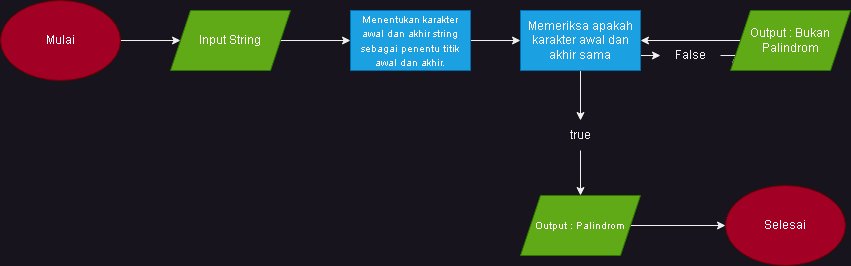 Mulai
Input String
Menentukan karakter
awal dan akhir string
sebagai penentu titik
awal dan akhir.
Memeriksa apakah
karakter awal dan
akhir sama
False
Output : Bukan
Palindrom
true
Output : Palindrom
Selesai